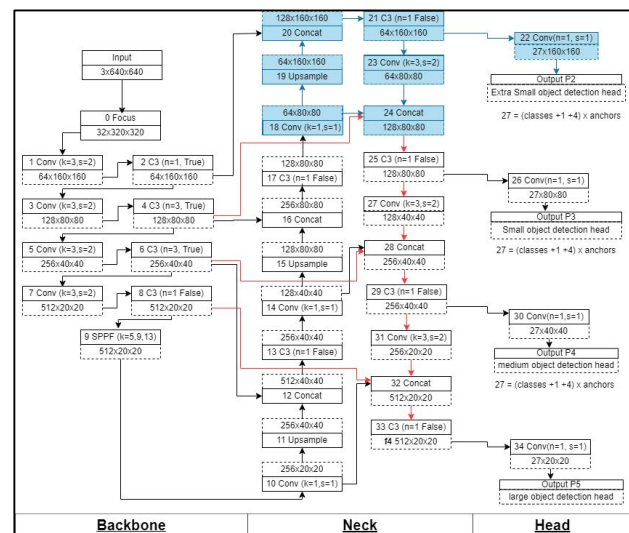 Input
3x640x640
0 Focus
32x320x320
1 Conv (k=3,s=2)
64x160x160
2 C3 (n=1, True)
64x160x160
3 Conv (k=3,s=2)
128x80x80
4 C3 (n=3, True)
128x80x80
5 Conv (k=3,s=2)
256x40x40
6 C3 (n=3, True)
256x40x40
7 Conv (k=3,s=2)
512x20x20
8 C3 (n=1 False)
512x20x20
9 SPPF (k=5,9,13)
512x20x20
128x160x160
20 Concat
64x160x160
19 Upsample
64x80x80
18 Conv (k=1,s=1)
128x80x80
17 C3 (n=1 False)
256x80x80
16 Concat
128x80x80
15 Upsample
128x40x40
14 Conv (k=1,s=1)
256x40x40
13 C3 (n=1 False)
512x40x40
12 Concat
256x40x40
11 Upsample
256x20x20
10 Conv (k=1,s=1)
21 C3 (n=1 False)
64x160x160
23 Conv (k=3,s=2)
64x80x80
24 Concat
128x80x80
25 C3 (n=1 False)
128x80x80
27 Conv (k=3,s=2)
128x40x40
28 Concat
256x40x40
29 C3 (n=1 False)
256x40x40
31 Conv (k=3,s=2)
256x20x20
32 Concat
512x20x20
33 C3 (n=1 False)
f4 512x20x20
22 Conv(n=1, s=1)
27x160x160
Output P2
Extra Small object detection head
27 = (classes +1 +4) x anchors
26 Conv(n=1,s=1)
27x80x80
Output P3
Small object detection head
27 = (classes +1 +4) x anchors
30 Conv(n=1,s=1)
27x40x40
Output P4
medium object detection head
27 = (classes +1 +4) x anchors
34 Conv(n=1, s=1)
27x20x20
Output P5
large object detection head
Backbone
Neck
Head